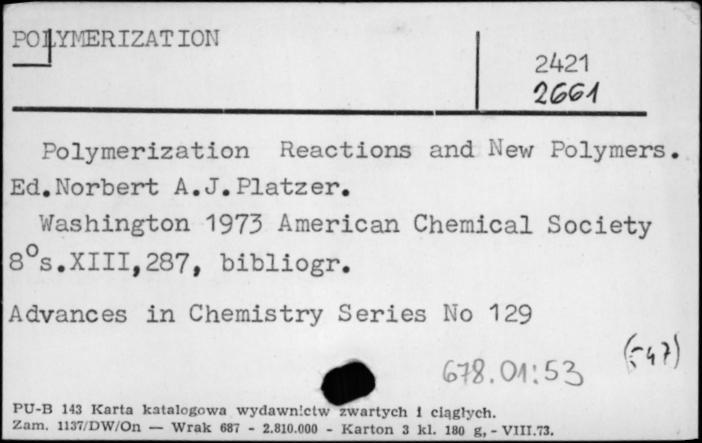 POLYMERIZATION
2421
2661
Polymerization Reactions and New Polymers.
Ed.Norbert A.J.Platzer.
Washington 1973 American Chemical Society
8°s.XIII,287, bibliogr.
Advances in Chemistry Series No 129
678.01:53
PU-B 143 Karta katalogowa wydawnictw zwartych i ciągłych.
Zam. 1137/DW/On — Wrak 687 - 2.810.000 - Karton 3 kl. 180 g, - VIII.73.